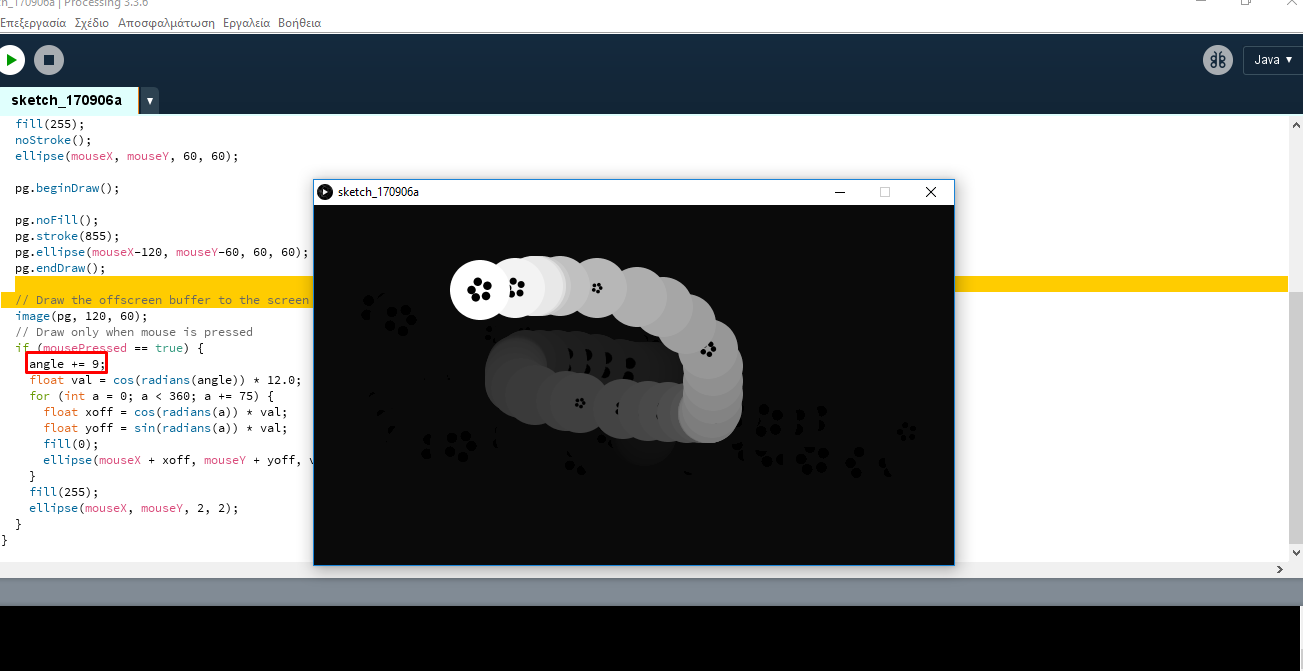 ch_170906a | Processing 3.3.6
Επεξεργασία Σχέδιο Αποσφαλμάτωση Εργαλεία Βοήθεια
Java ▼
sketch_170906a ▼
fill(255);
noStroke();
ellipse(mouseX, mouseY, 60, 60);
pg.beginDraw();
pg.noFill();
pg.stroke(855);
pg.ellipse(mouseX-120, mouseY-60, 60, 60);
pg.endDraw();
// Draw the offscreen buffer to the screen
image(pg, 120, 60);
// Draw only when mouse is pressed
if (mousePressed == true) {
angle += 9;
float val = cos(radians(angle)) * 12.0;
for (int a = 0; a < 360; a += 75) {
float xoff = cos(radians(a)) * val;
float yoff = sin(radians(a)) * val;
fill(0);
ellipse(mouseX + xoff, mouseY + yoff,
}
fill(255);
ellipse(mouseX, mouseY, 2, 2);
}
}
sketch_170906a